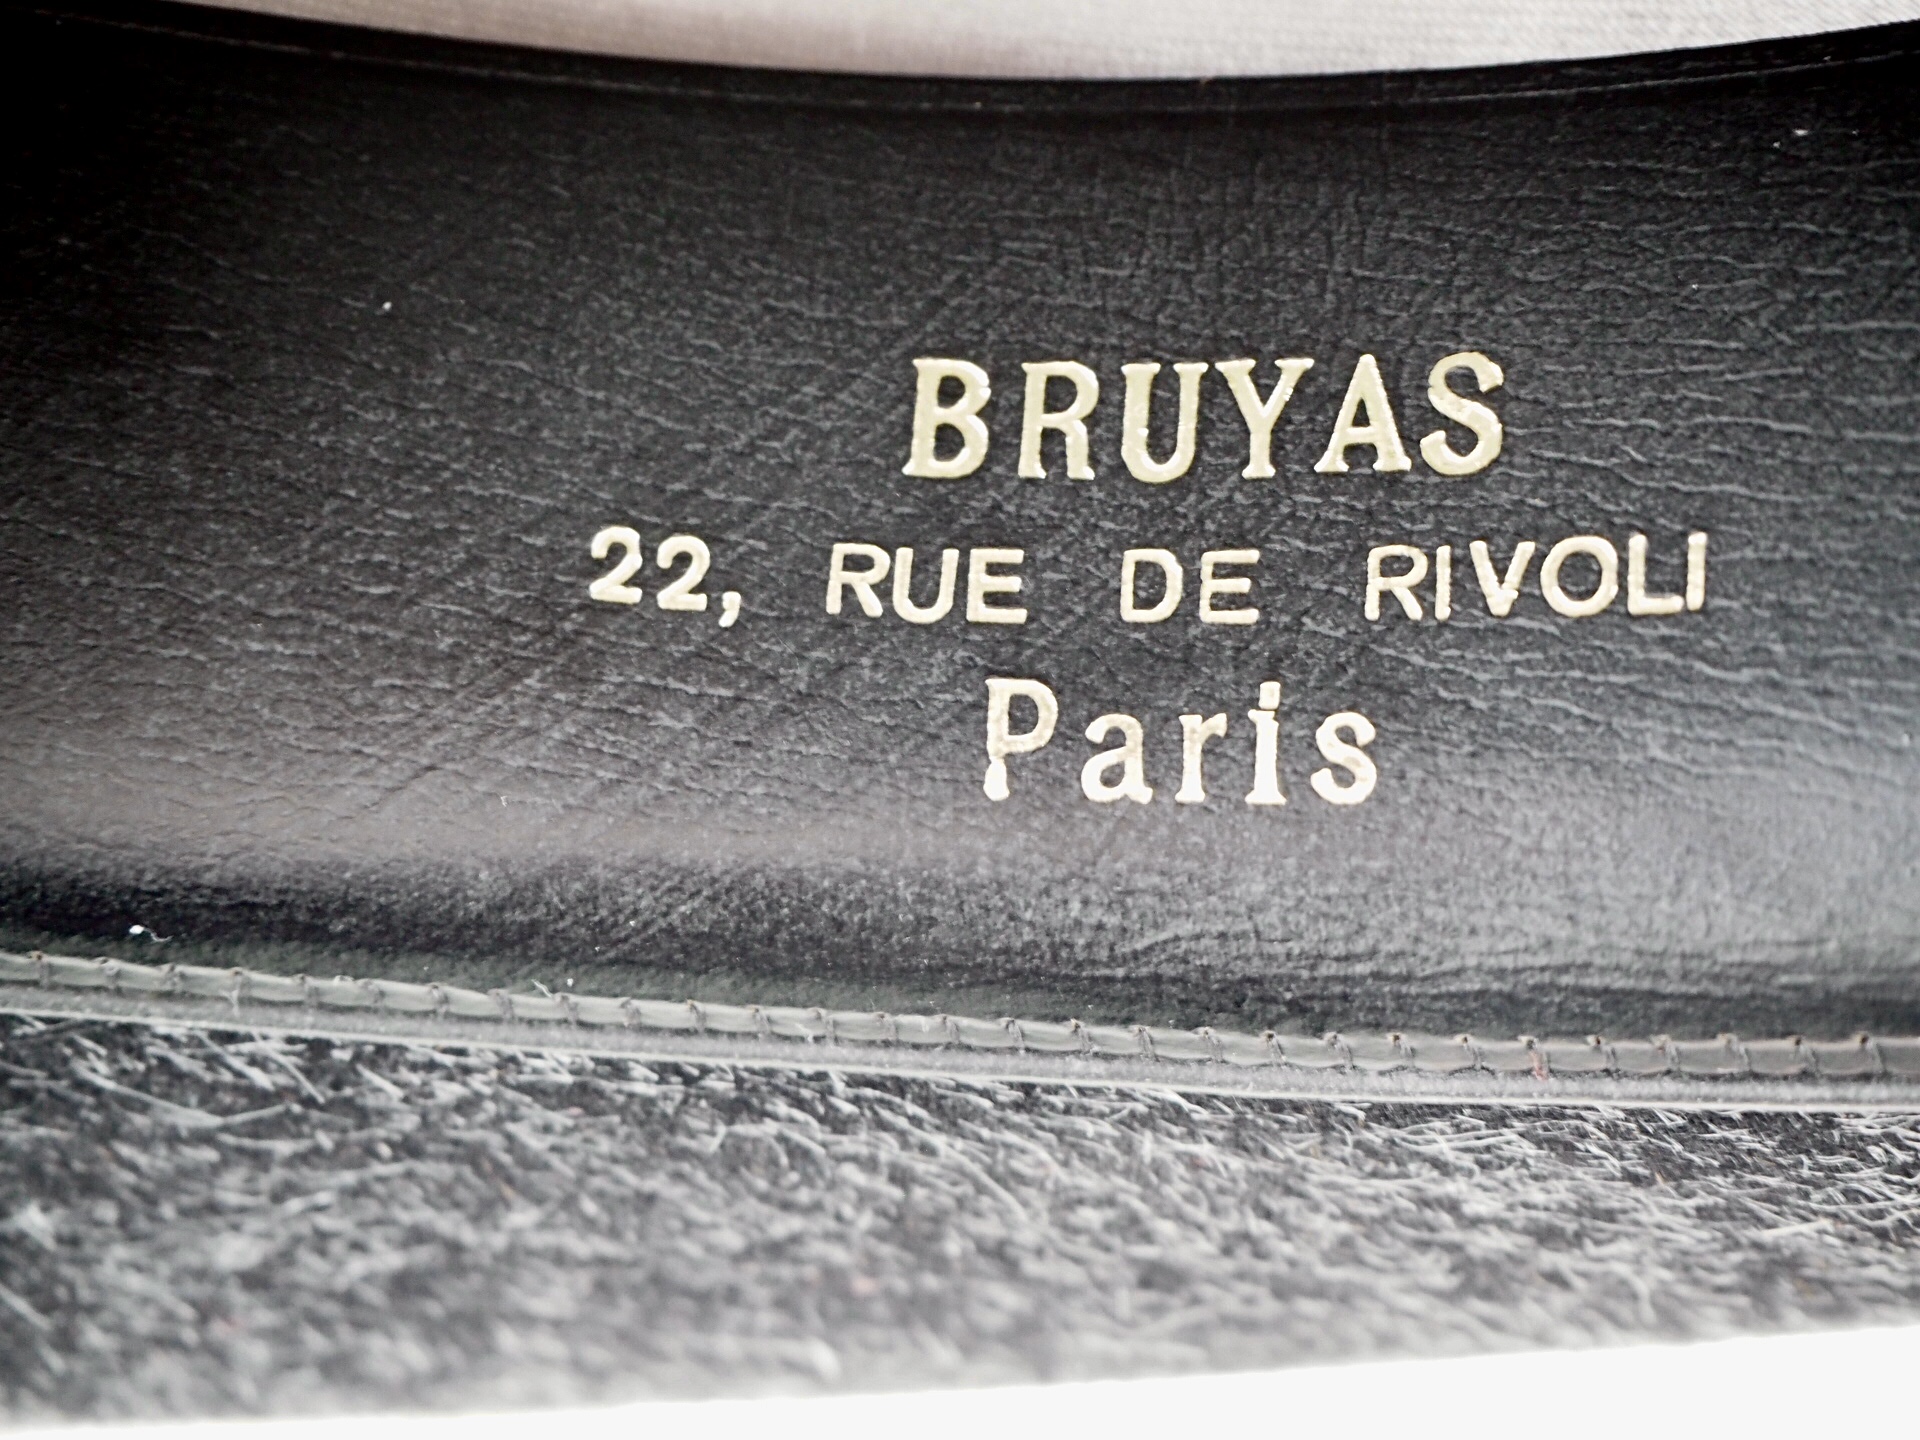 BRUYAS
22, RUE DE RIVOLI
Paris